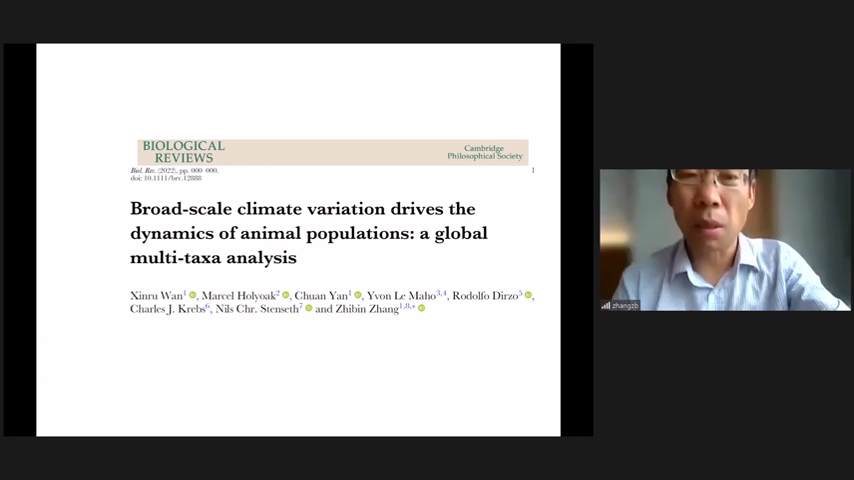 BIOLOGICAL
REVIEWS
Cambridge
Philosophical Society
Biol. Rev. (2022), pp. 000–000.
1
doi: 10.1111/brv.12888
Broad-scale climate variation drives the
dynamics of animal populations: a global
multi-taxa analysis
Xinru Wan1, Marcel Holyoak2, Chuan Yan1, Yvon Le Maho3,4, Rodolfo Dirzo5,
Charles J. Krebs6, Nils Chr. Stenseth7 and Zhibin Zhang1,8,*
zhangzb